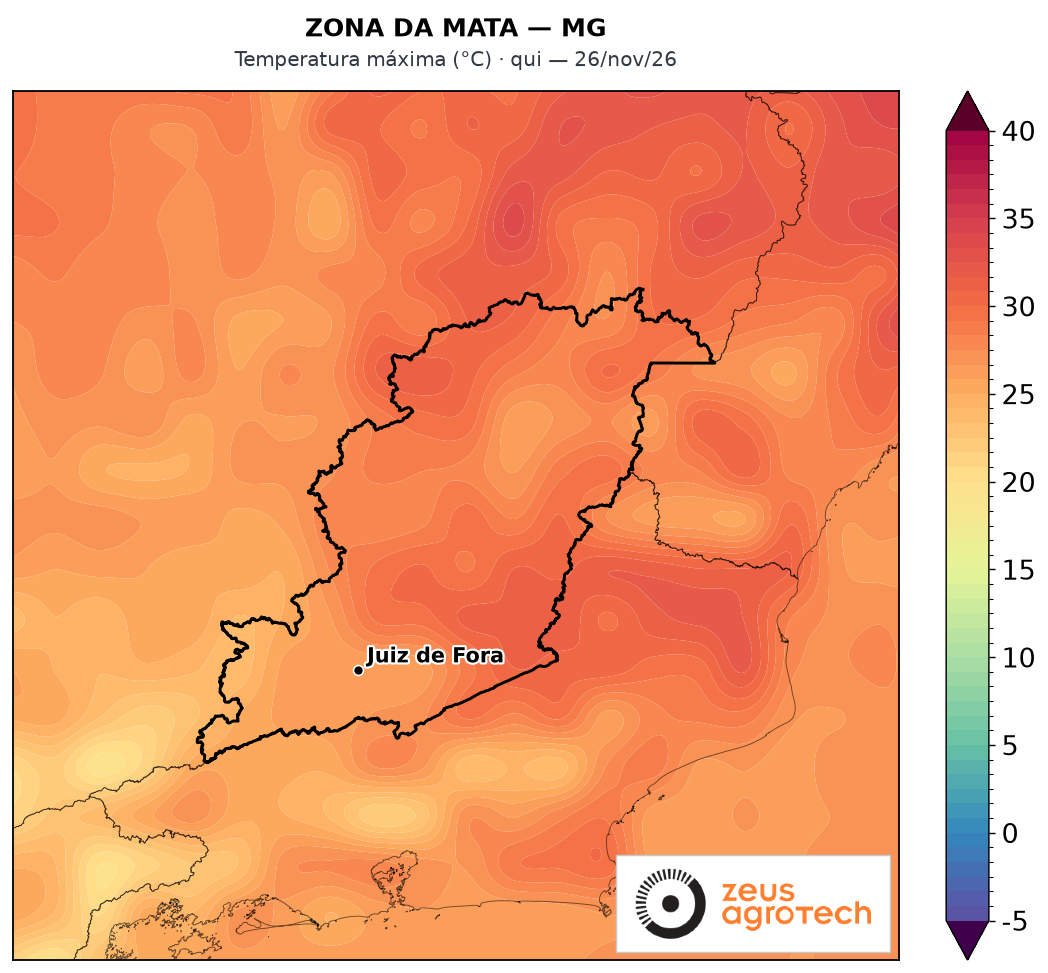 ZONA DA MATA — MG
Temperatura máxima (°C) · qui — 26/nov/26
Juiz de Fora
40
35
30
25
20
15
10
5
0
-5
zeus
agrotech